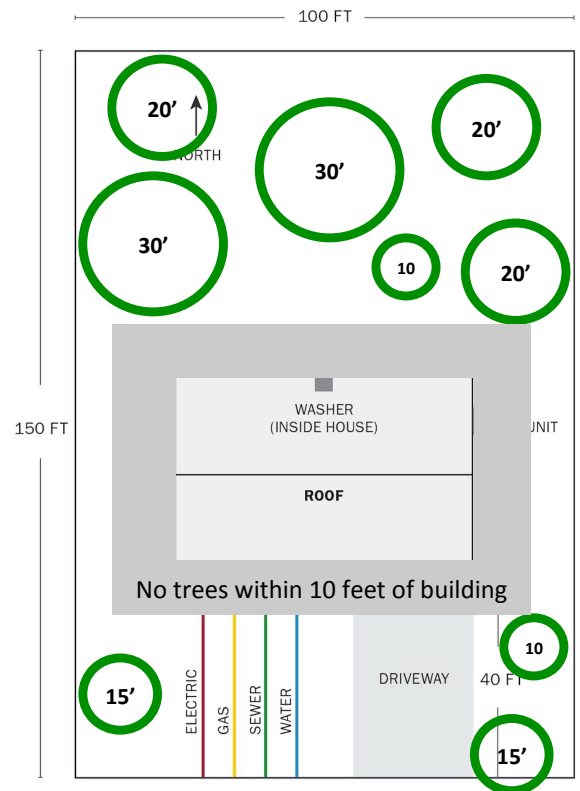 100 FT
20’
NORTH
20’
30’
30’
10
20’
150 FT
WASHER
(INSIDE HOUSE)
UNIT
ROOF
No trees within 10 feet of building
ELECTRIC
GAS
SEWER
WATER
DRIVEWAY
40 FT
10
15’
15’